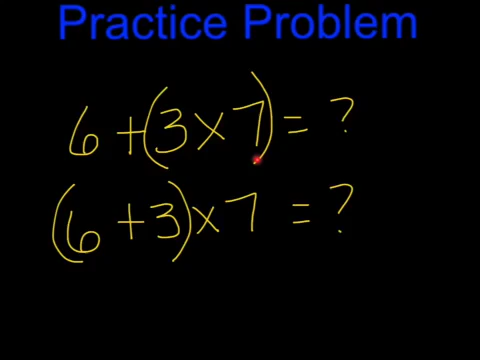 Practice Problem
6 + (3 × 7) = ?
(6 + 3) × 7 = ?